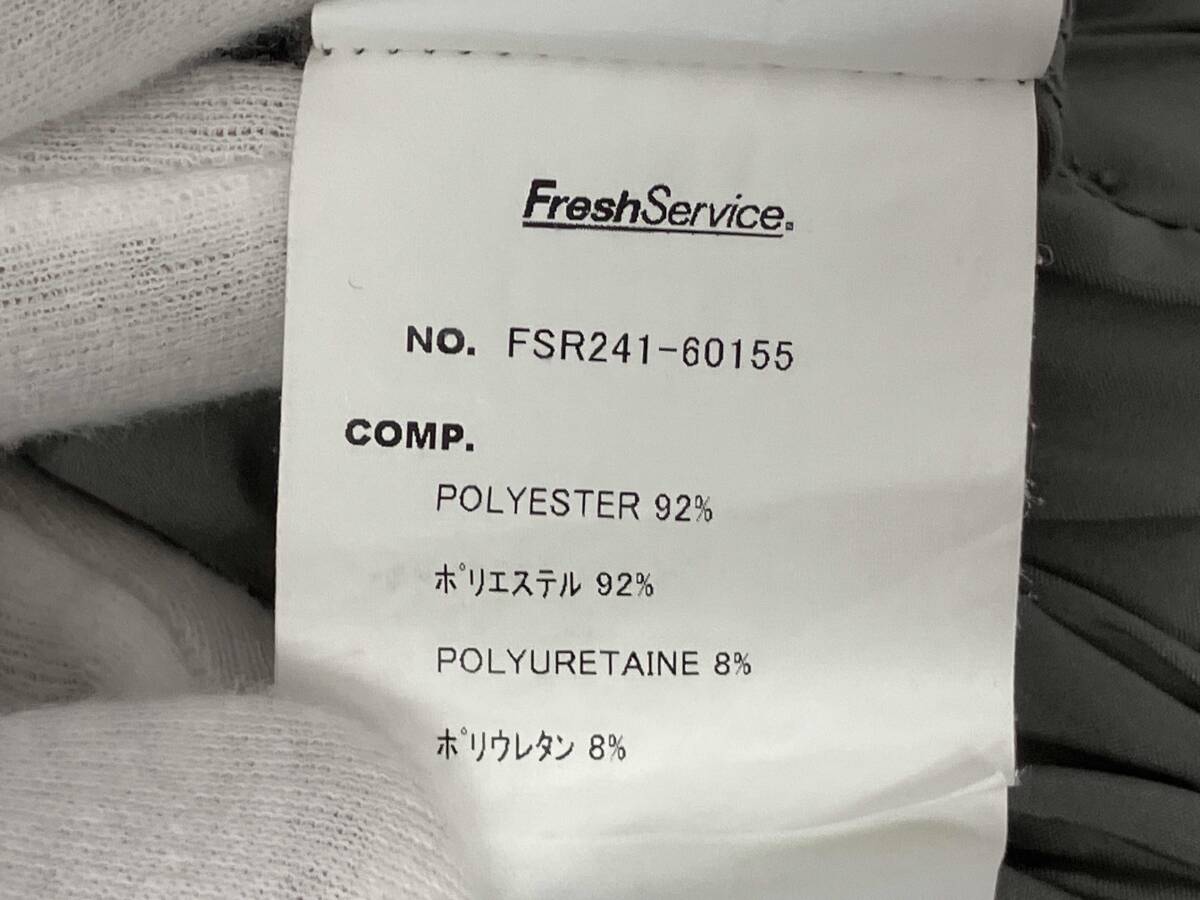 FreshService
NO. FSR241-60155
COMP.
POLYESTER 92%
ポリエステル 92%
POLYURETAINE 8%
ポリウレタン 8%